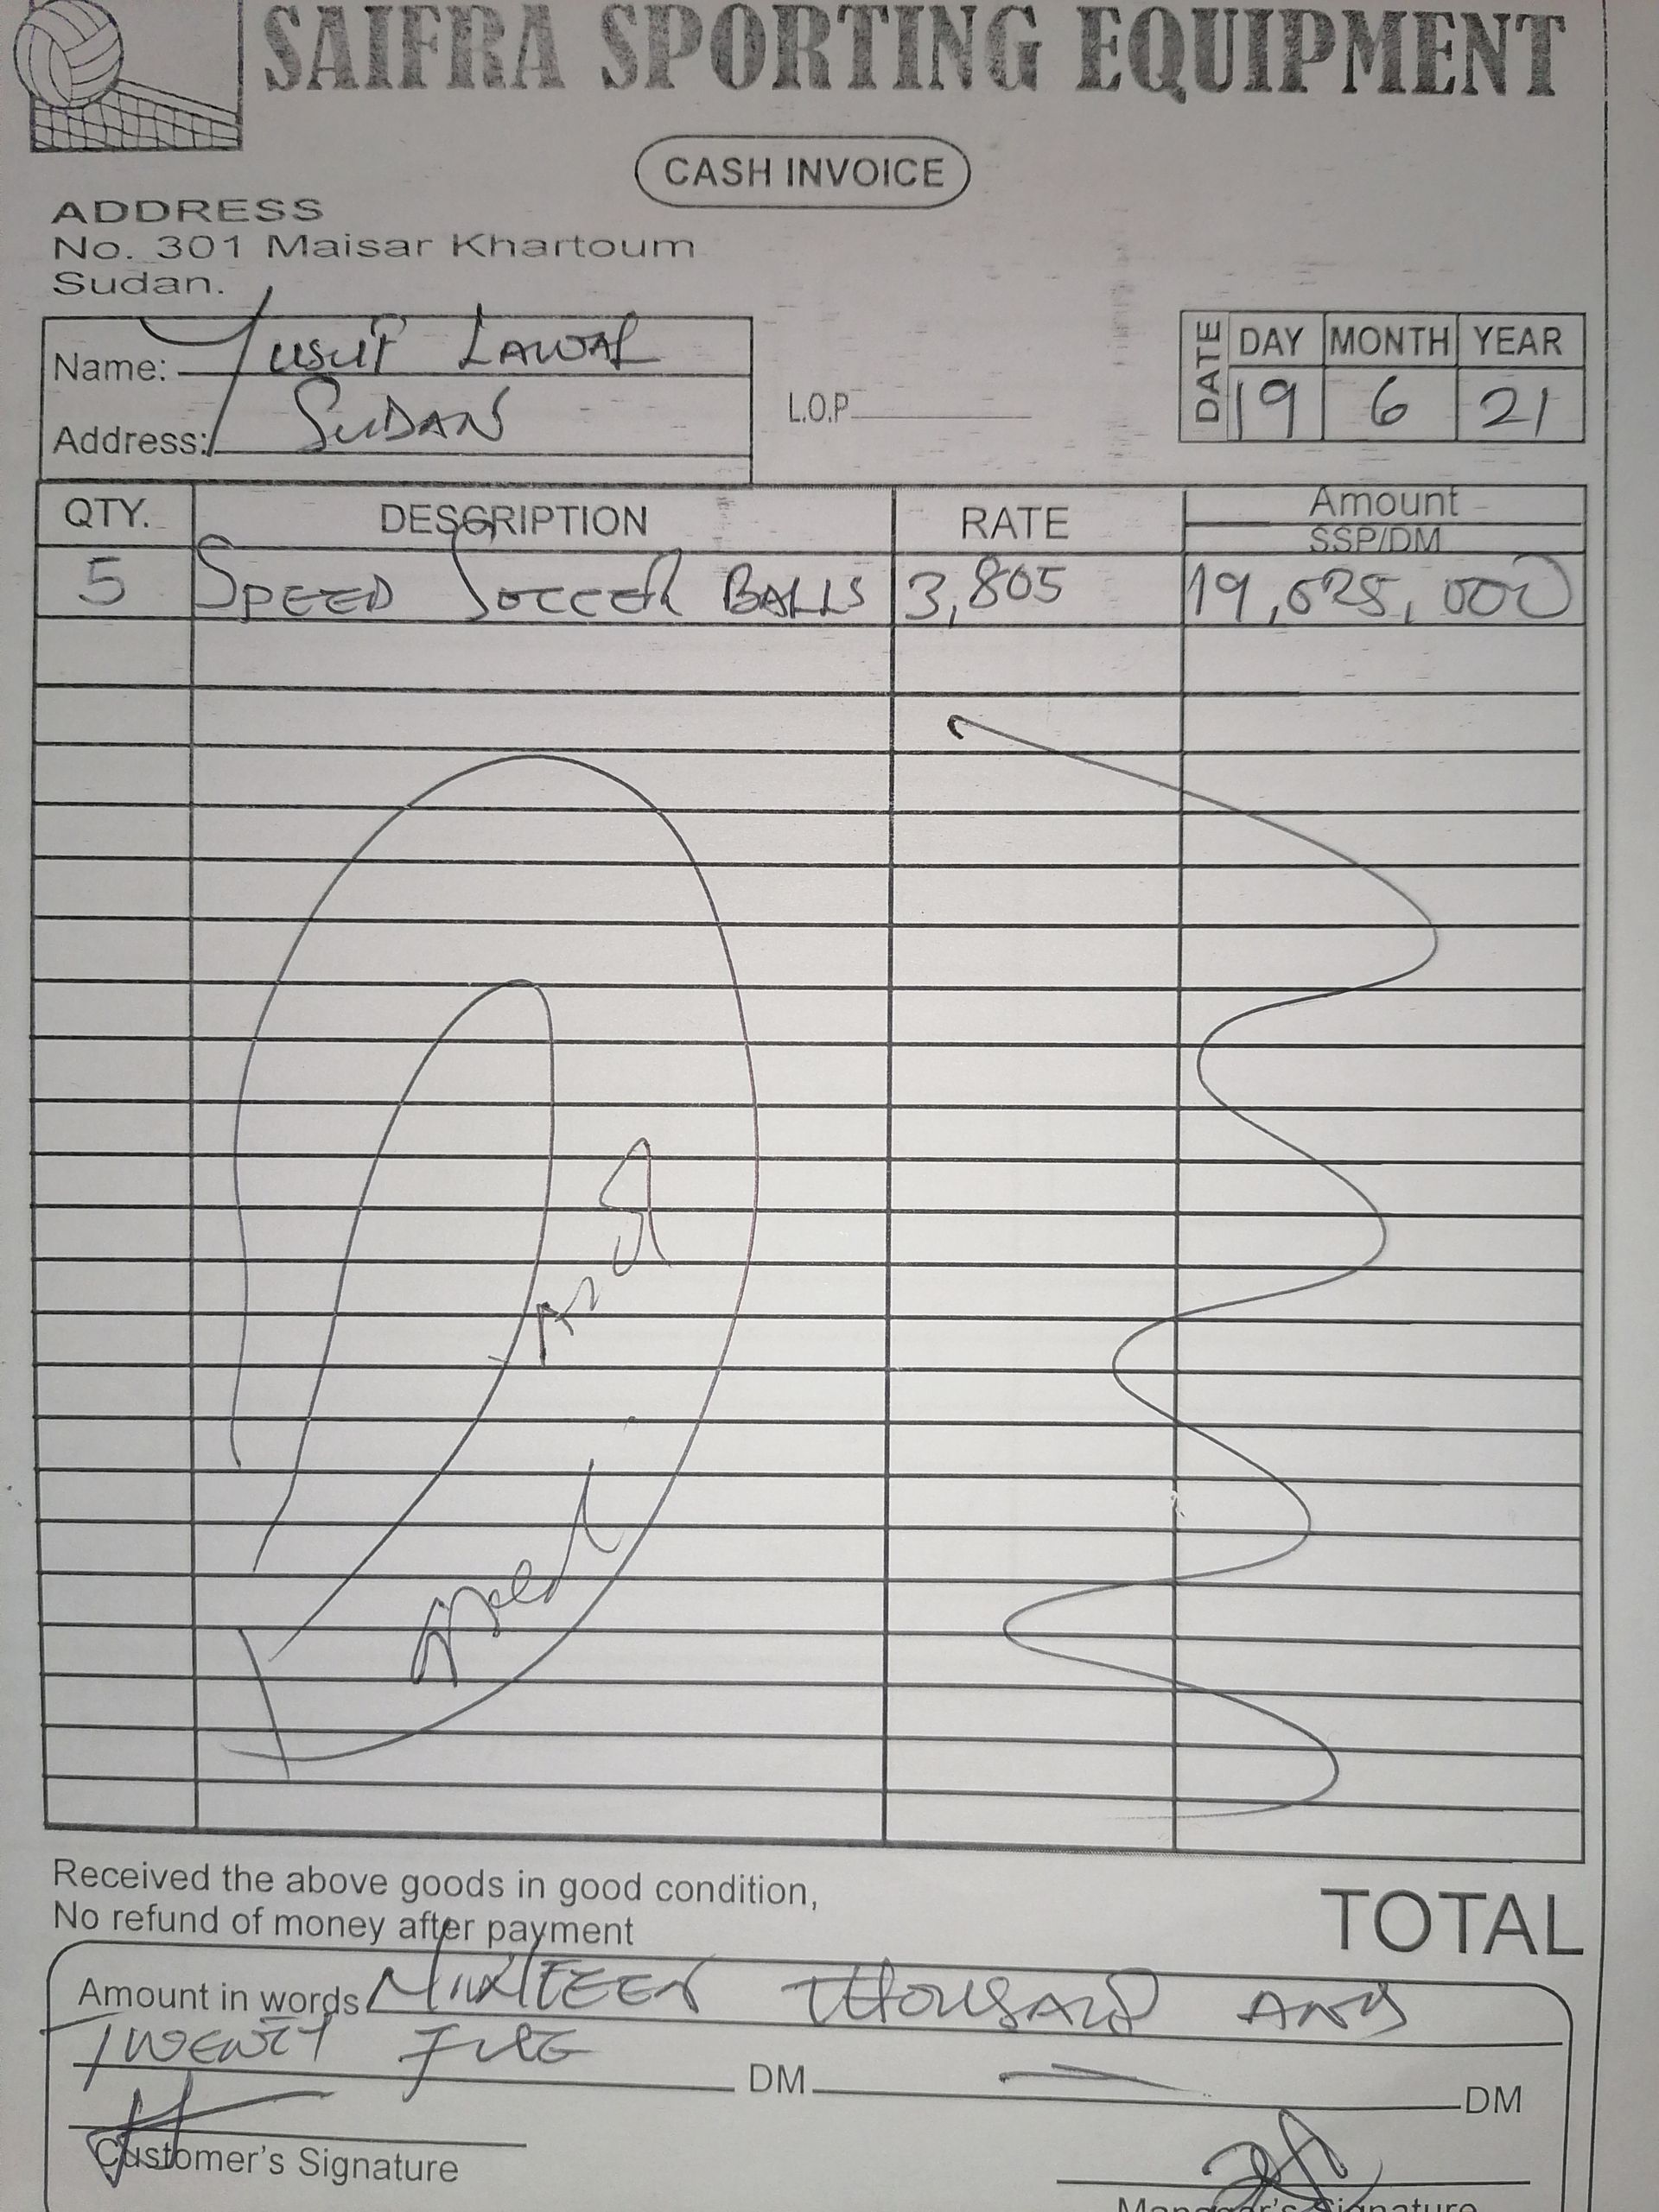 SAIFRA SPORTING EQUIPMENT
CASH INVOICE
ADDRESS
No. 301 Maisar Khartoum
Sudan.
Name: Yusuf Lawal
Address: SUDAN
L.O.P
DATE DAY MONTH YEAR
19 6 21
QTY. DESCRIPTION RATE Amount
SSP/DM
5 SPEED SOCCER BALLS 3,805 19,025,000
Received the above goods in good condition,
No refund of money after payment
TOTAL
Amount in words NINETEEN THOUSAND AND
TWENTY FIVE DM DM
Customer's Signature
Manager's Signature